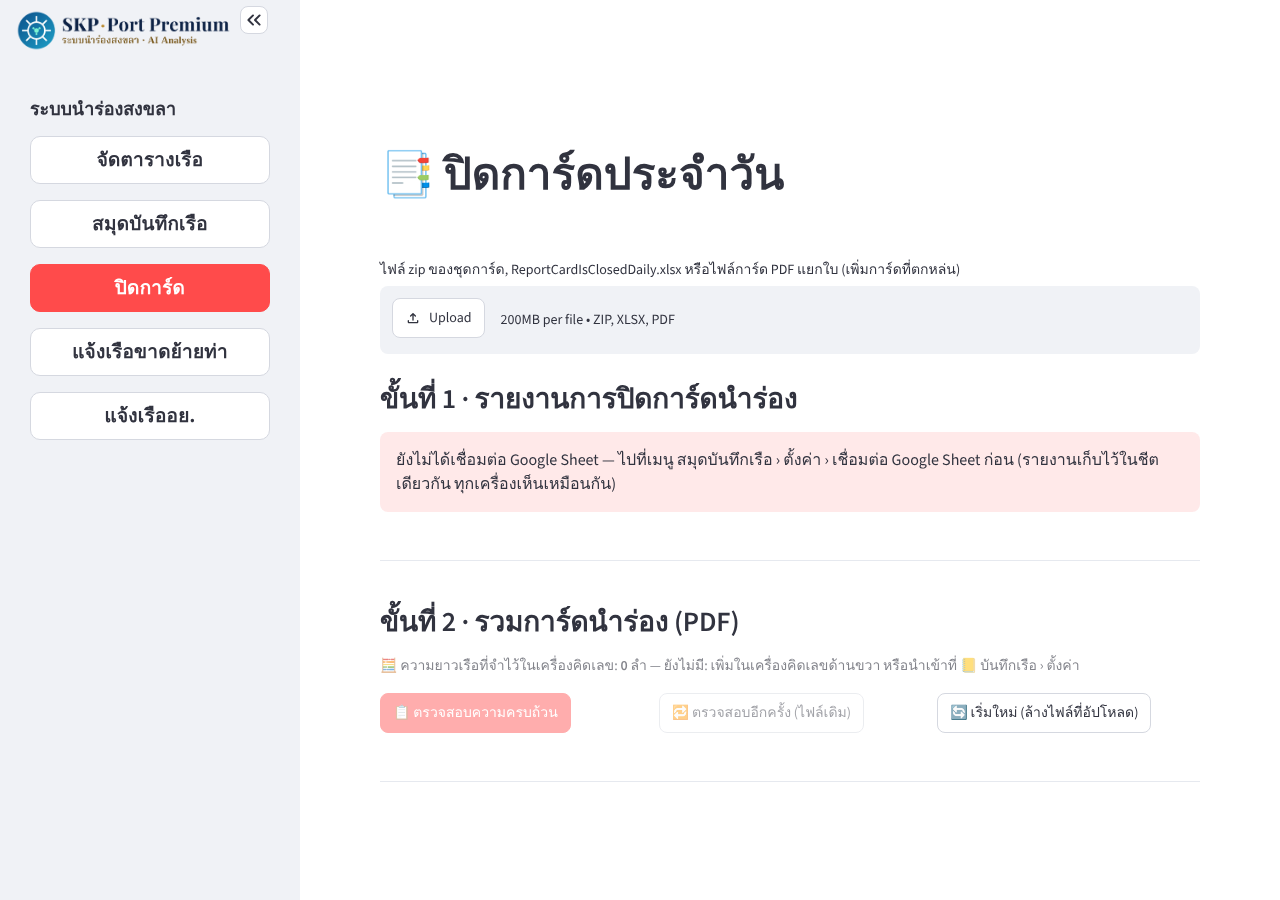 SKP·Port Premium
ระบบนำร่องสงขลา · AI Analysis
ระบบนำร่องสงขลา
จัดตารางเรือ
สมุดบันทึกเรือ
ปิดการ์ด
แจ้งเรือขาดย้ายท่า
แจ้งเรืออย.
📑 ปิดการ์ดประจำวัน
ไฟล์ zip ของชุดการ์ด, ReportCardIsClosedDaily.xlsx หรือไฟล์การ์ด PDF แยกใบ (เพิ่มการ์ดที่ตกหล่น)
Upload
200MB per file • ZIP, XLSX, PDF
ขั้นที่ 1 · รายงานการปิดการ์ดนำร่อง
ยังไม่ได้เชื่อมต่อ Google Sheet — ไปที่เมนู สมุดบันทึกเรือ › ตั้งค่า › เชื่อมต่อ Google Sheet ก่อน (รายงานเก็บไว้ในชีต
เดียวกัน ทุกเครื่องเห็นเหมือนกัน)
ขั้นที่ 2 · รวมการ์ดนำร่อง (PDF)
🧮 ความยาวเรือที่จำไว้ในเครื่องคิดเลข: 0 ลำ — ยังไม่มี: เพิ่มในเครื่องคิดเลขด้านขวา หรือนำเข้าที่ 📒 บันทึกเรือ › ตั้งค่า
📋 ตรวจสอบความครบถ้วน
🔁 ตรวจสอบอีกครั้ง (ไฟล์เดิม)
🔄 เริ่มใหม่ (ล้างไฟล์ที่อัปโหลด)